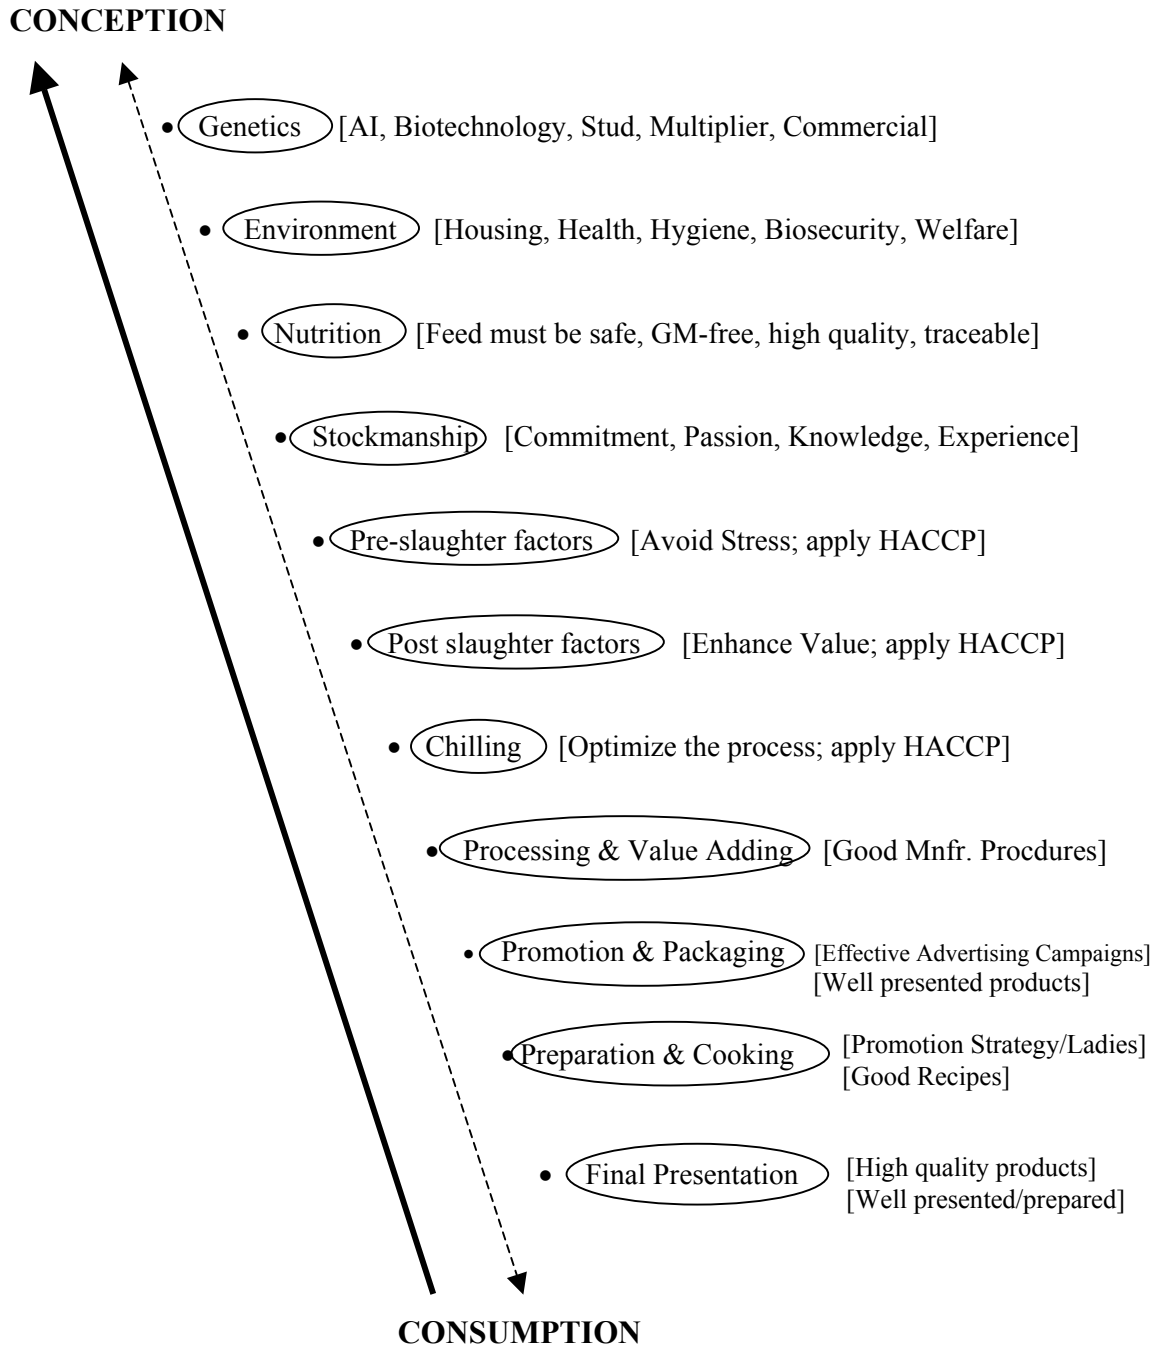 CONCEPTION
• Genetics [AI, Biotechnology, Stud, Multiplier, Commercial]
• Environment [Housing, Health, Hygiene, Biosecurity, Welfare]
• Nutrition [Feed must be safe, GM-free, high quality, traceable]
• Stockmanship [Commitment, Passion, Knowledge, Experience]
• Pre-slaughter factors [Avoid Stress; apply HACCP]
• Post slaughter factors [Enhance Value; apply HACCP]
• Chilling [Optimize the process; apply HACCP]
• Processing & Value Adding [Good Mnfr. Procdures]
• Promotion & Packaging [Effective Advertising Campaigns]
[Well presented products]
• Preparation & Cooking [Promotion Strategy/Ladies]
[Good Recipes]
• Final Presentation [High quality products]
[Well presented/prepared]
CONSUMPTION